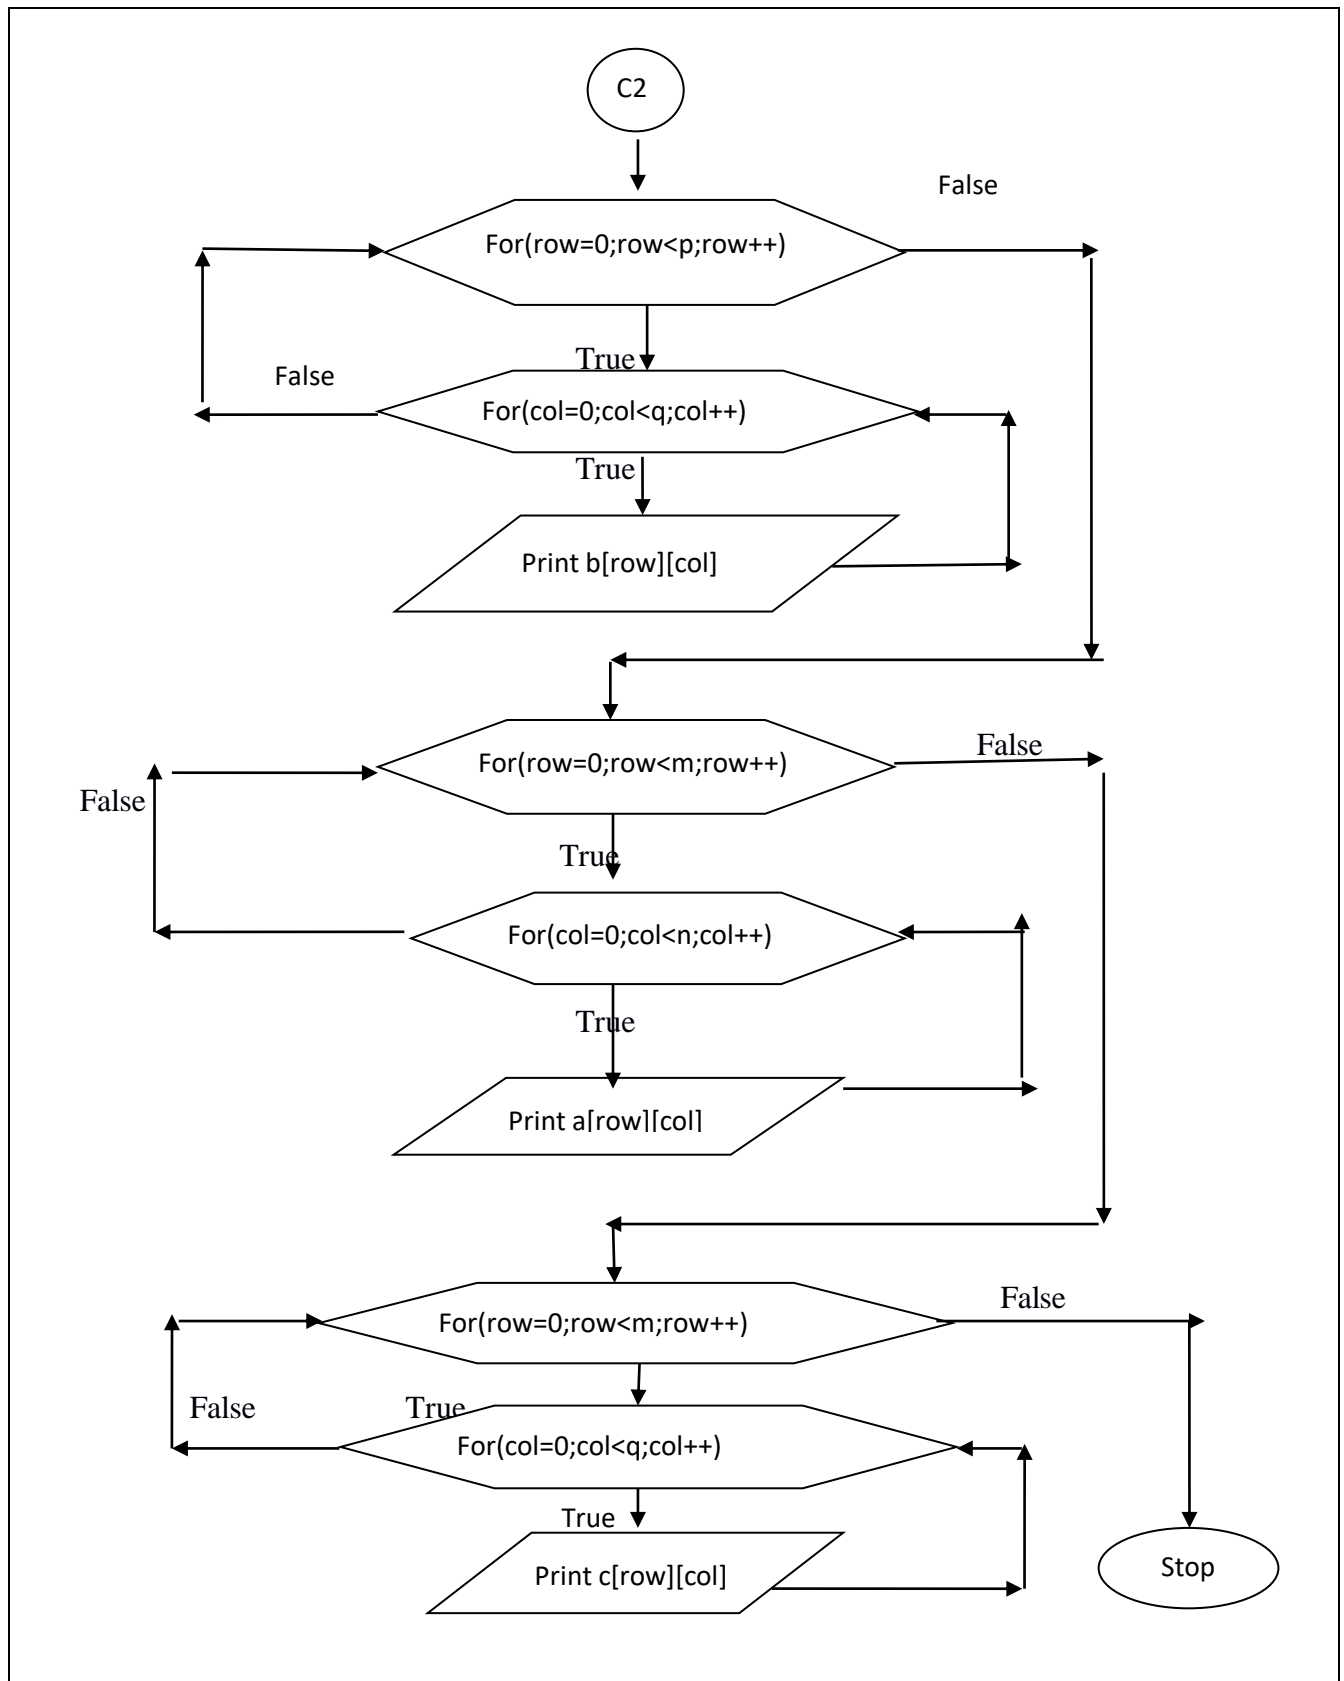 C2
False
For(row=0;row<p;row++)
True
False
For(col=0;col<q;col++)
True
Print b[row][col]
For(row=0;row<m;row++)
False
False
True
For(col=0;col<n;col++)
True
Print a[row][col]
False
For(row=0;row<m;row++)
False
True
For(col=0;col<q;col++)
True
Print c[row][col]
Stop